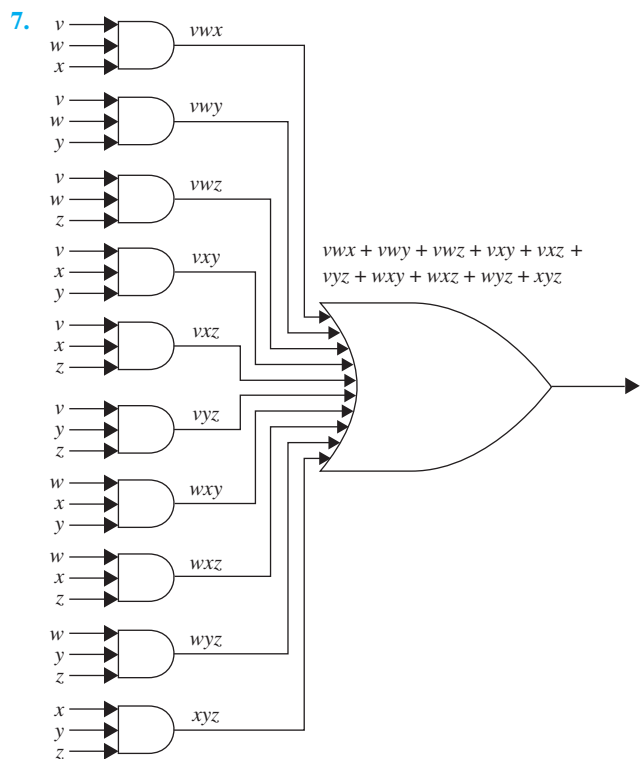 7.
v
w
x
vwx
v
w
y
vwy
v
w
z
vwz
v
x
y
vxy
v
x
z
vxz
v
y
z
vyz
w
x
y
wxy
w
x
z
wxz
w
y
z
wyz
x
y
z
xyz
vwx + vwy + vwz + vxy + vxz +
vyz + wxy + wxz + wyz + xyz